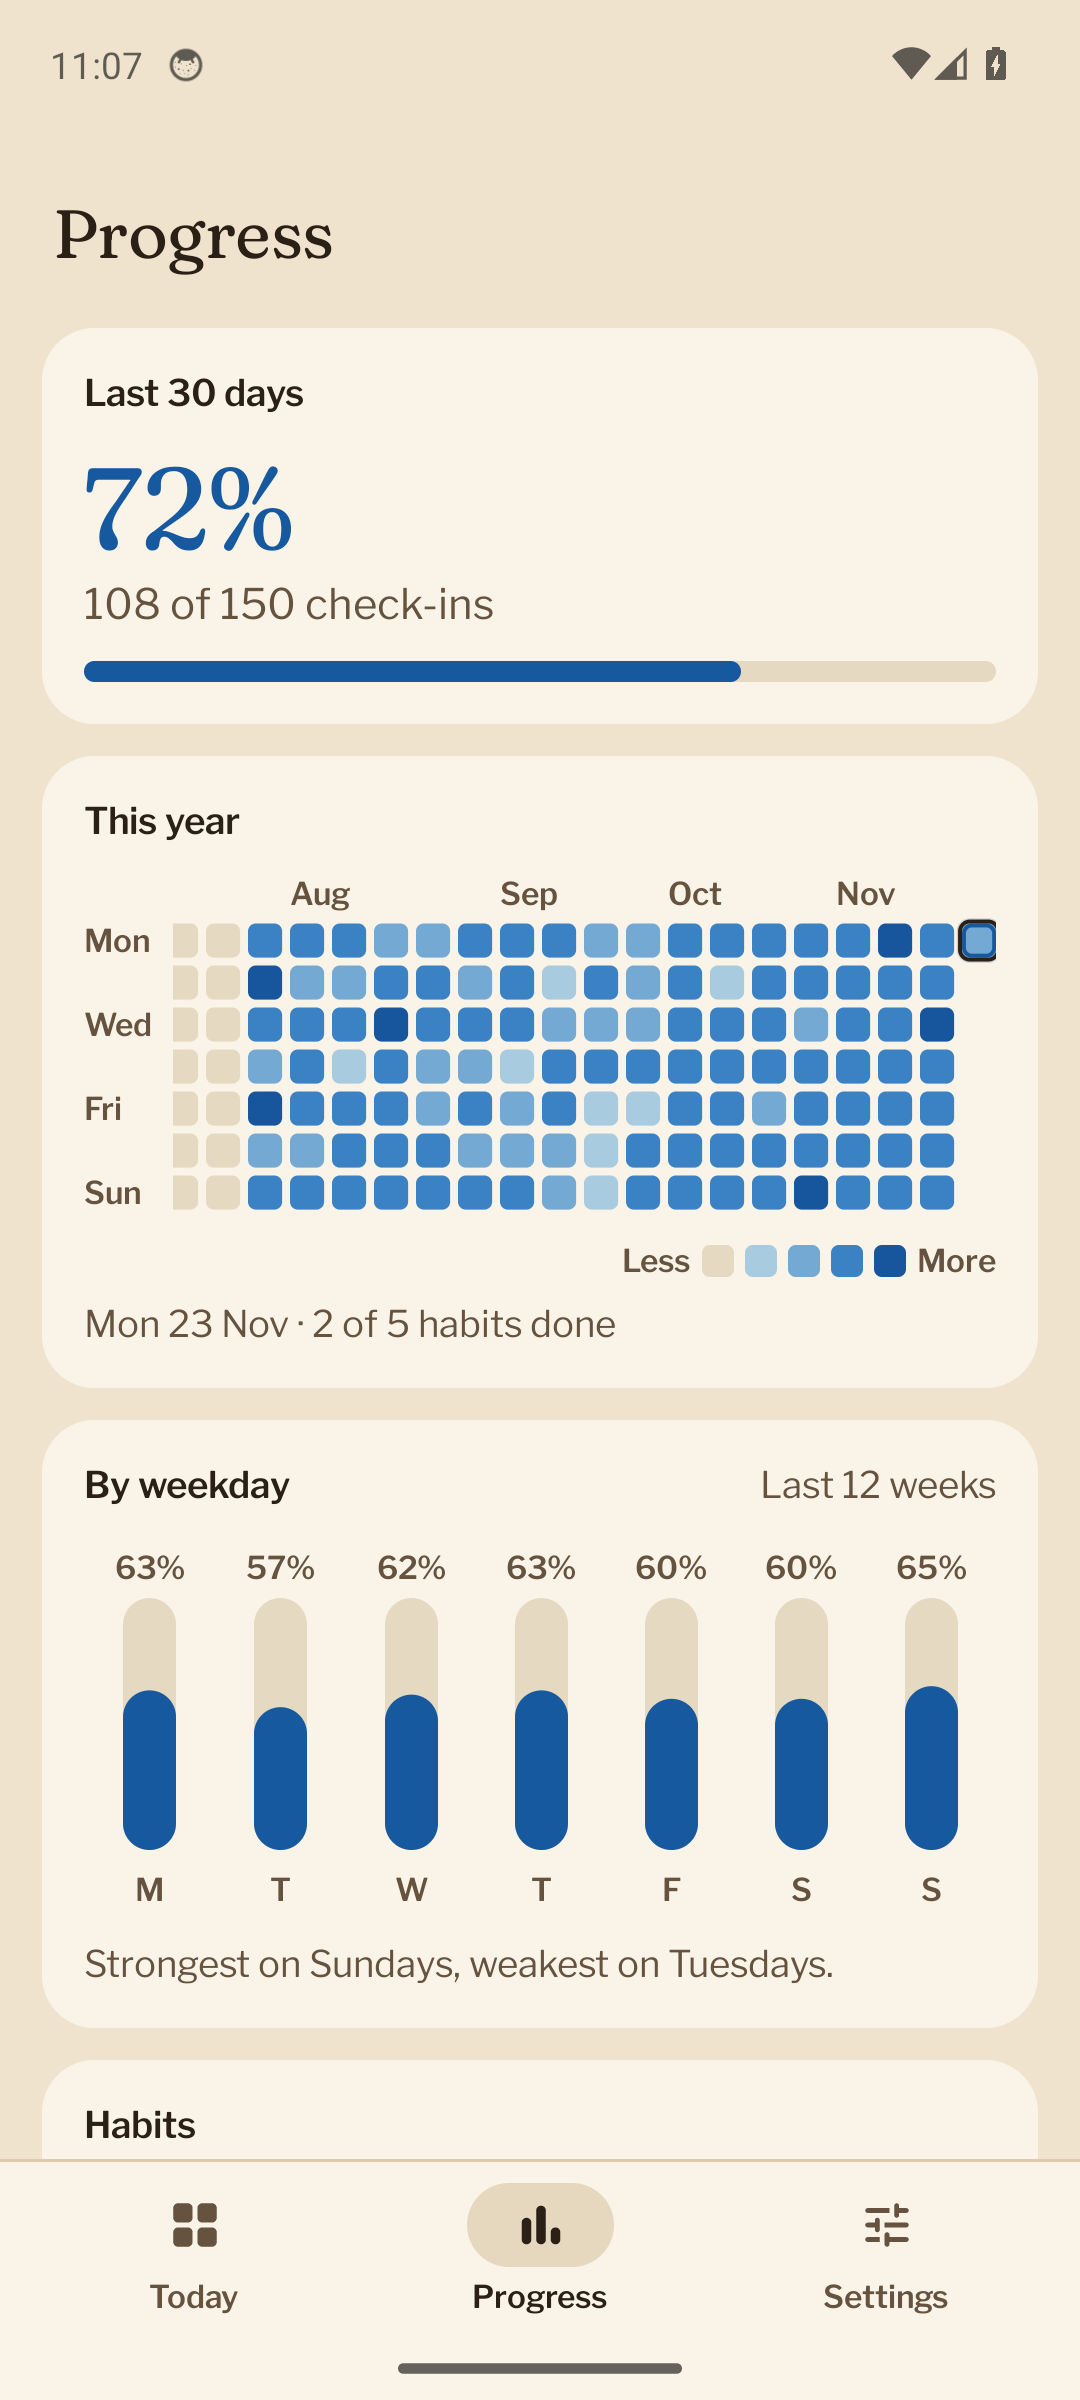 11:07
Progress
Last 30 days
72%
108 of 150 check-ins
This year
Aug Sep Oct Nov
Mon
Wed
Fri
Sun
Less More
Mon 23 Nov · 2 of 5 habits done
By weekday Last 12 weeks
63% 57% 62% 63% 60% 60% 65%
M T W T F S S
Strongest on Sundays, weakest on Tuesdays.
Habits
Today Progress Settings